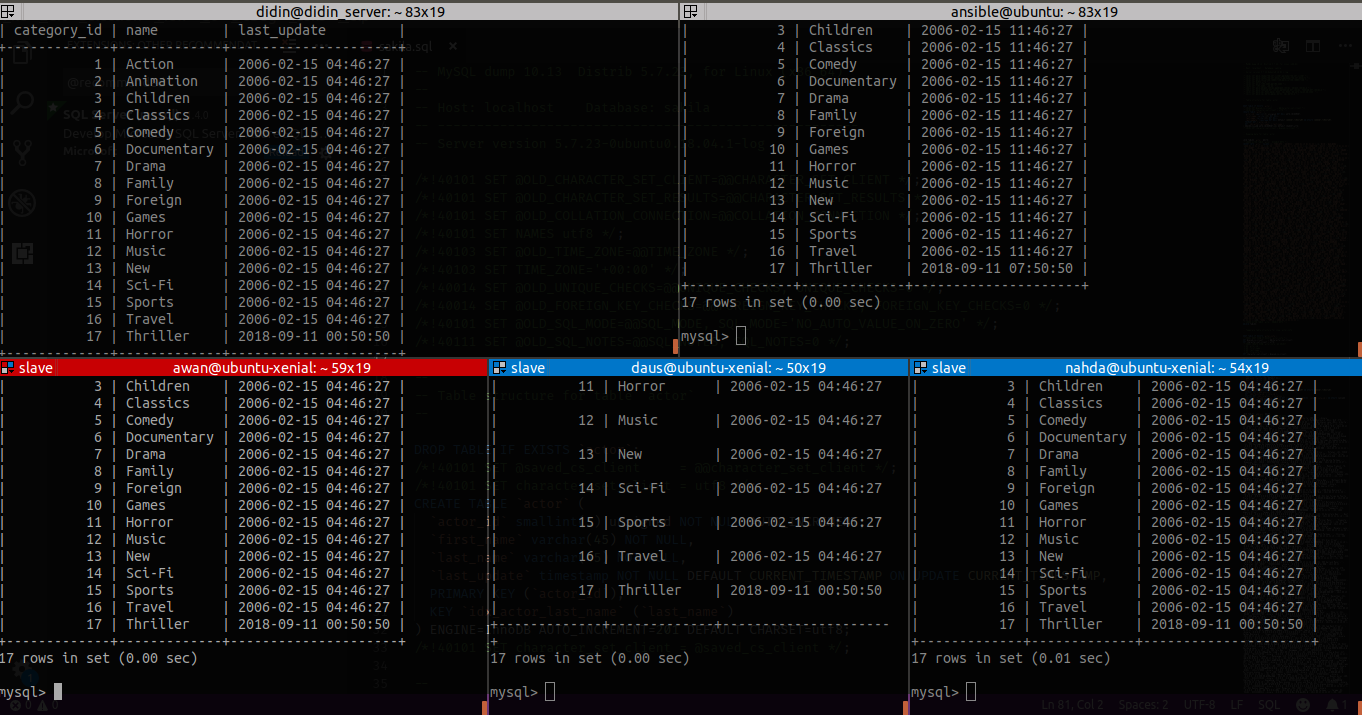 didin@didin_server: ~ 83x19
| category_id | name | last_update |
+-------------+-------------+---------------------+
| 1 | Action | 2006-02-15 04:46:27 |
| 2 | Animation | 2006-02-15 04:46:27 |
| 3 | Children | 2006-02-15 04:46:27 |
| 4 | Classics | 2006-02-15 04:46:27 |
| 5 | Comedy | 2006-02-15 04:46:27 |
| 6 | Documentary | 2006-02-15 04:46:27 |
| 7 | Drama | 2006-02-15 04:46:27 |
| 8 | Family | 2006-02-15 04:46:27 |
| 9 | Foreign | 2006-02-15 04:46:27 |
| 10 | Games | 2006-02-15 04:46:27 |
| 11 | Horror | 2006-02-15 04:46:27 |
| 12 | Music | 2006-02-15 04:46:27 |
| 13 | New | 2006-02-15 04:46:27 |
| 14 | Sci-Fi | 2006-02-15 04:46:27 |
| 15 | Sports | 2006-02-15 04:46:27 |
| 16 | Travel | 2006-02-15 04:46:27 |
| 17 | Thriller | 2018-09-11 00:50:50 |
+-------------+-------------+---------------------+
ansible@ubuntu: ~ 83x19
| 3 | Children | 2006-02-15 11:46:27 |
| 4 | Classics | 2006-02-15 11:46:27 |
| 5 | Comedy | 2006-02-15 11:46:27 |
| 6 | Documentary | 2006-02-15 11:46:27 |
| 7 | Drama | 2006-02-15 11:46:27 |
| 8 | Family | 2006-02-15 11:46:27 |
| 9 | Foreign | 2006-02-15 11:46:27 |
| 10 | Games | 2006-02-15 11:46:27 |
| 11 | Horror | 2006-02-15 11:46:27 |
| 12 | Music | 2006-02-15 11:46:27 |
| 13 | New | 2006-02-15 11:46:27 |
| 14 | Sci-Fi | 2006-02-15 11:46:27 |
| 15 | Sports | 2006-02-15 11:46:27 |
| 16 | Travel | 2006-02-15 11:46:27 |
| 17 | Thriller | 2018-09-11 07:50:50 |
+-------------+-------------+---------------------+
17 rows in set (0.00 sec)
mysql>
slave awan@ubuntu-xenial: ~ 59x19
| 3 | Children | 2006-02-15 04:46:27 |
| 4 | Classics | 2006-02-15 04:46:27 |
| 5 | Comedy | 2006-02-15 04:46:27 |
| 6 | Documentary | 2006-02-15 04:46:27 |
| 7 | Drama | 2006-02-15 04:46:27 |
| 8 | Family | 2006-02-15 04:46:27 |
| 9 | Foreign | 2006-02-15 04:46:27 |
| 10 | Games | 2006-02-15 04:46:27 |
| 11 | Horror | 2006-02-15 04:46:27 |
| 12 | Music | 2006-02-15 04:46:27 |
| 13 | New | 2006-02-15 04:46:27 |
| 14 | Sci-Fi | 2006-02-15 04:46:27 |
| 15 | Sports | 2006-02-15 04:46:27 |
| 16 | Travel | 2006-02-15 04:46:27 |
| 17 | Thriller | 2018-09-11 00:50:50 |
+-------------+-------------+---------------------+
17 rows in set (0.00 sec)
mysql>
slave daus@ubuntu-xenial: ~ 50x19
| 11 | Horror | 2006-02-15 04:46:27
|
| 12 | Music | 2006-02-15 04:46:27
|
| 13 | New | 2006-02-15 04:46:27
|
| 14 | Sci-Fi | 2006-02-15 04:46:27
|
| 15 | Sports | 2006-02-15 04:46:27
|
| 16 | Travel | 2006-02-15 04:46:27
|
| 17 | Thriller | 2018-09-11 00:50:50
|
+-------------+-------------+---------------------
+
17 rows in set (0.00 sec)
mysql>
slave nahda@ubuntu-xenial: ~ 54x19
| 3 | Children | 2006-02-15 04:46:27 |
| 4 | Classics | 2006-02-15 04:46:27 |
| 5 | Comedy | 2006-02-15 04:46:27 |
| 6 | Documentary | 2006-02-15 04:46:27 |
| 7 | Drama | 2006-02-15 04:46:27 |
| 8 | Family | 2006-02-15 04:46:27 |
| 9 | Foreign | 2006-02-15 04:46:27 |
| 10 | Games | 2006-02-15 04:46:27 |
| 11 | Horror | 2006-02-15 04:46:27 |
| 12 | Music | 2006-02-15 04:46:27 |
| 13 | New | 2006-02-15 04:46:27 |
| 14 | Sci-Fi | 2006-02-15 04:46:27 |
| 15 | Sports | 2006-02-15 04:46:27 |
| 16 | Travel | 2006-02-15 04:46:27 |
| 17 | Thriller | 2018-09-11 00:50:50 |
+-------------+-------------+---------------------+
17 rows in set (0.01 sec)
mysql>
Ln 81, Col 2 Spaces: 2 UTF-8 LF SQL